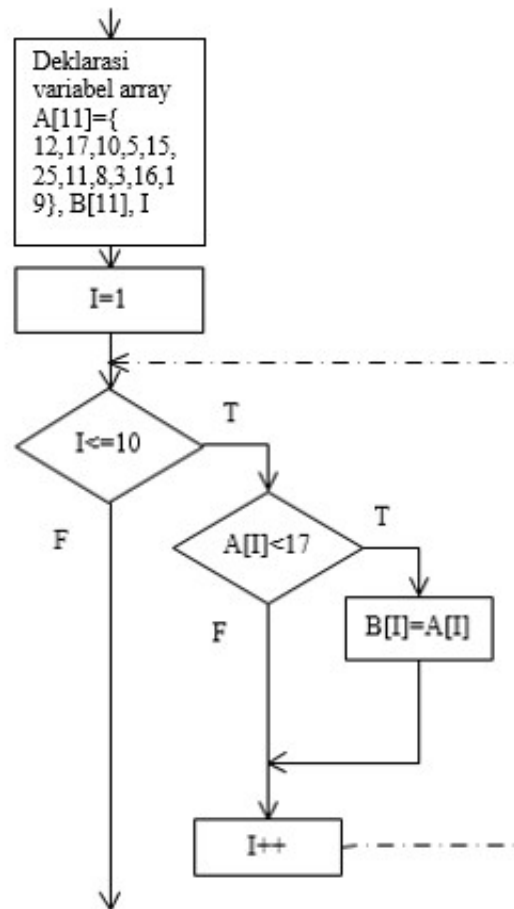 Deklarasi
variabel array
A[11]={
12,17,10,5,15,
25,11,8,3,16,1
9}, B[11], I
I=1
I<=10
T
F
A[I]<17
T
F
B[I]=A[I]
I++